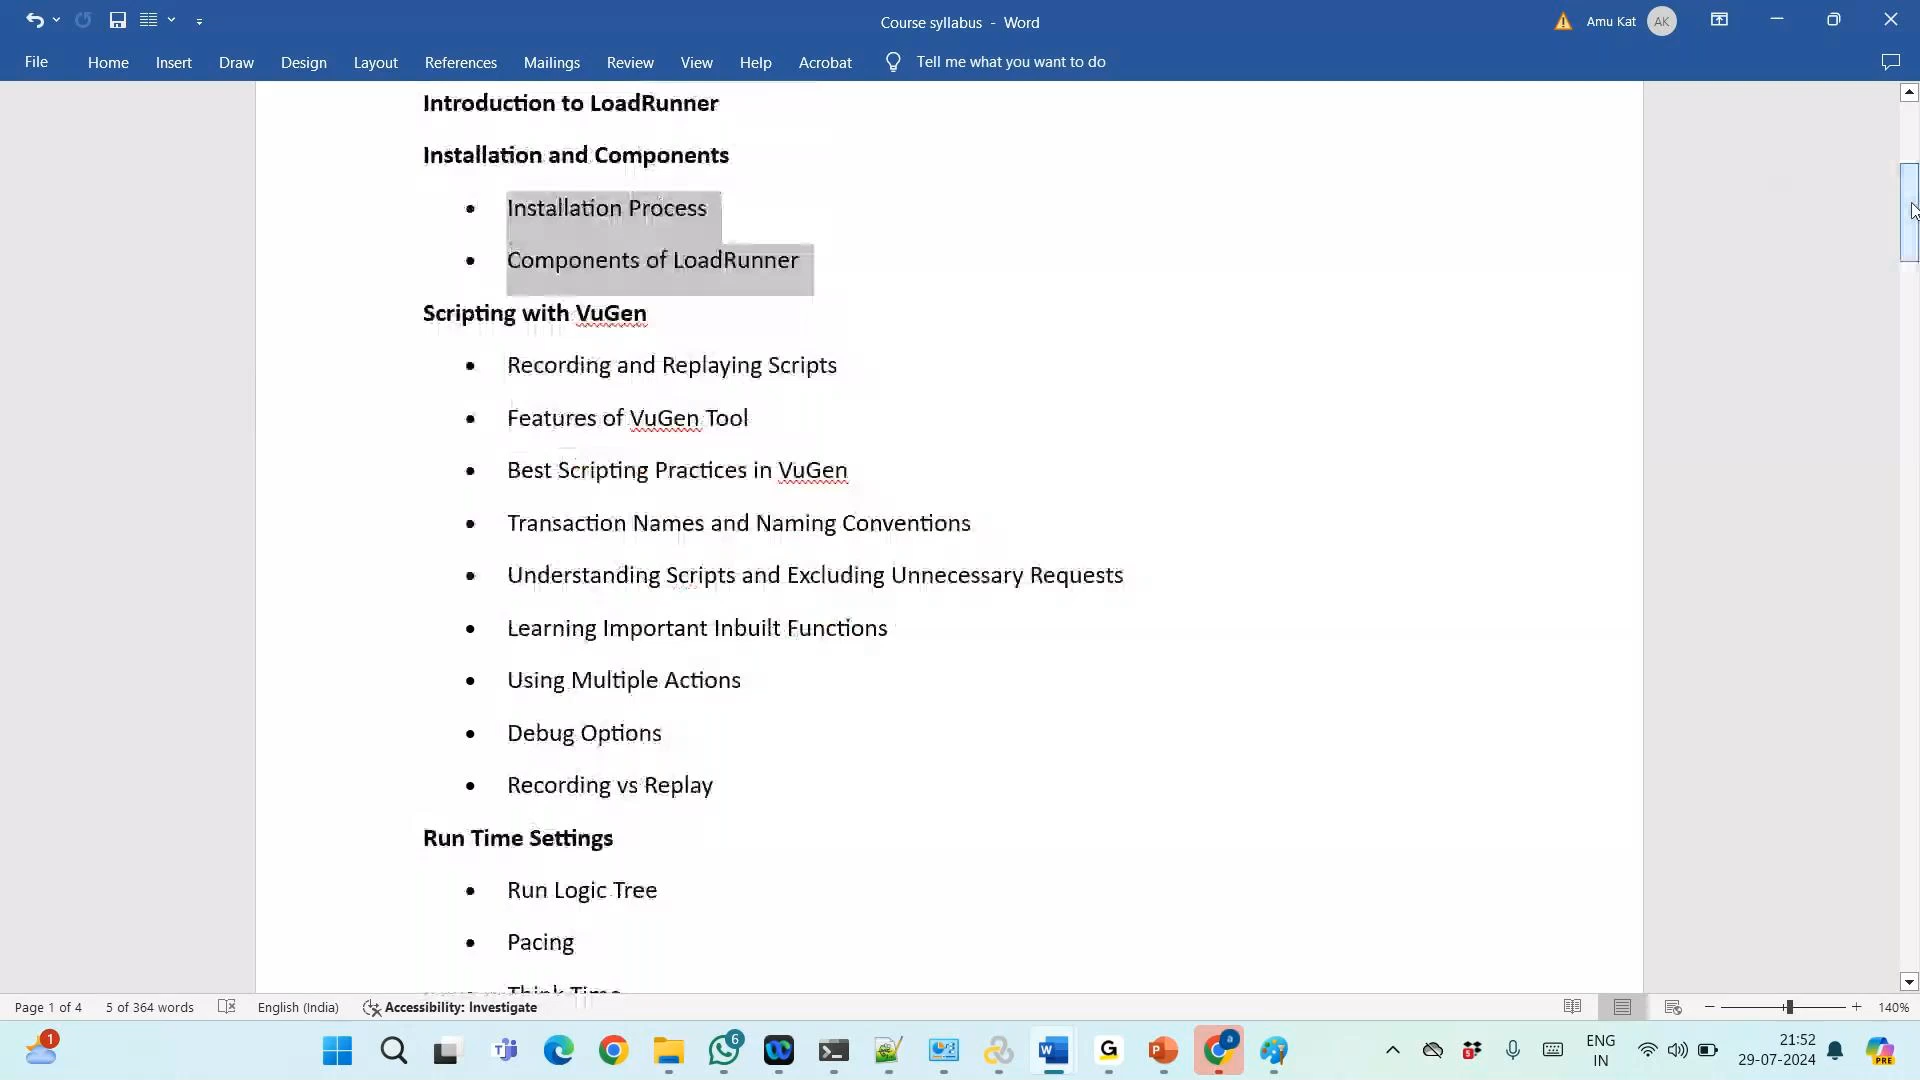 Course syllabus - Word
Amu Kat
AK
File
Home
Insert
Draw
Design
Layout
References
Mailings
Review
View
Help
Acrobat
Tell me what you want to do
Introduction to LoadRunner
Installation and Components
• Installation Process
• Components of LoadRunner
Scripting with VuGen
• Recording and Replaying Scripts
• Features of VuGen Tool
• Best Scripting Practices in VuGen
• Transaction Names and Naming Conventions
• Understanding Scripts and Excluding Unnecessary Requests
• Learning Important Inbuilt Functions
• Using Multiple Actions
• Debug Options
• Recording vs Replay
Run Time Settings
• Run Logic Tree
• Pacing
Think Time
Page 1 of 4
5 of 364 words
English (India)
Accessibility: Investigate
140%
1
6
W
G
P
a
5
ENG
IN
21:52
29-07-2024
PRE